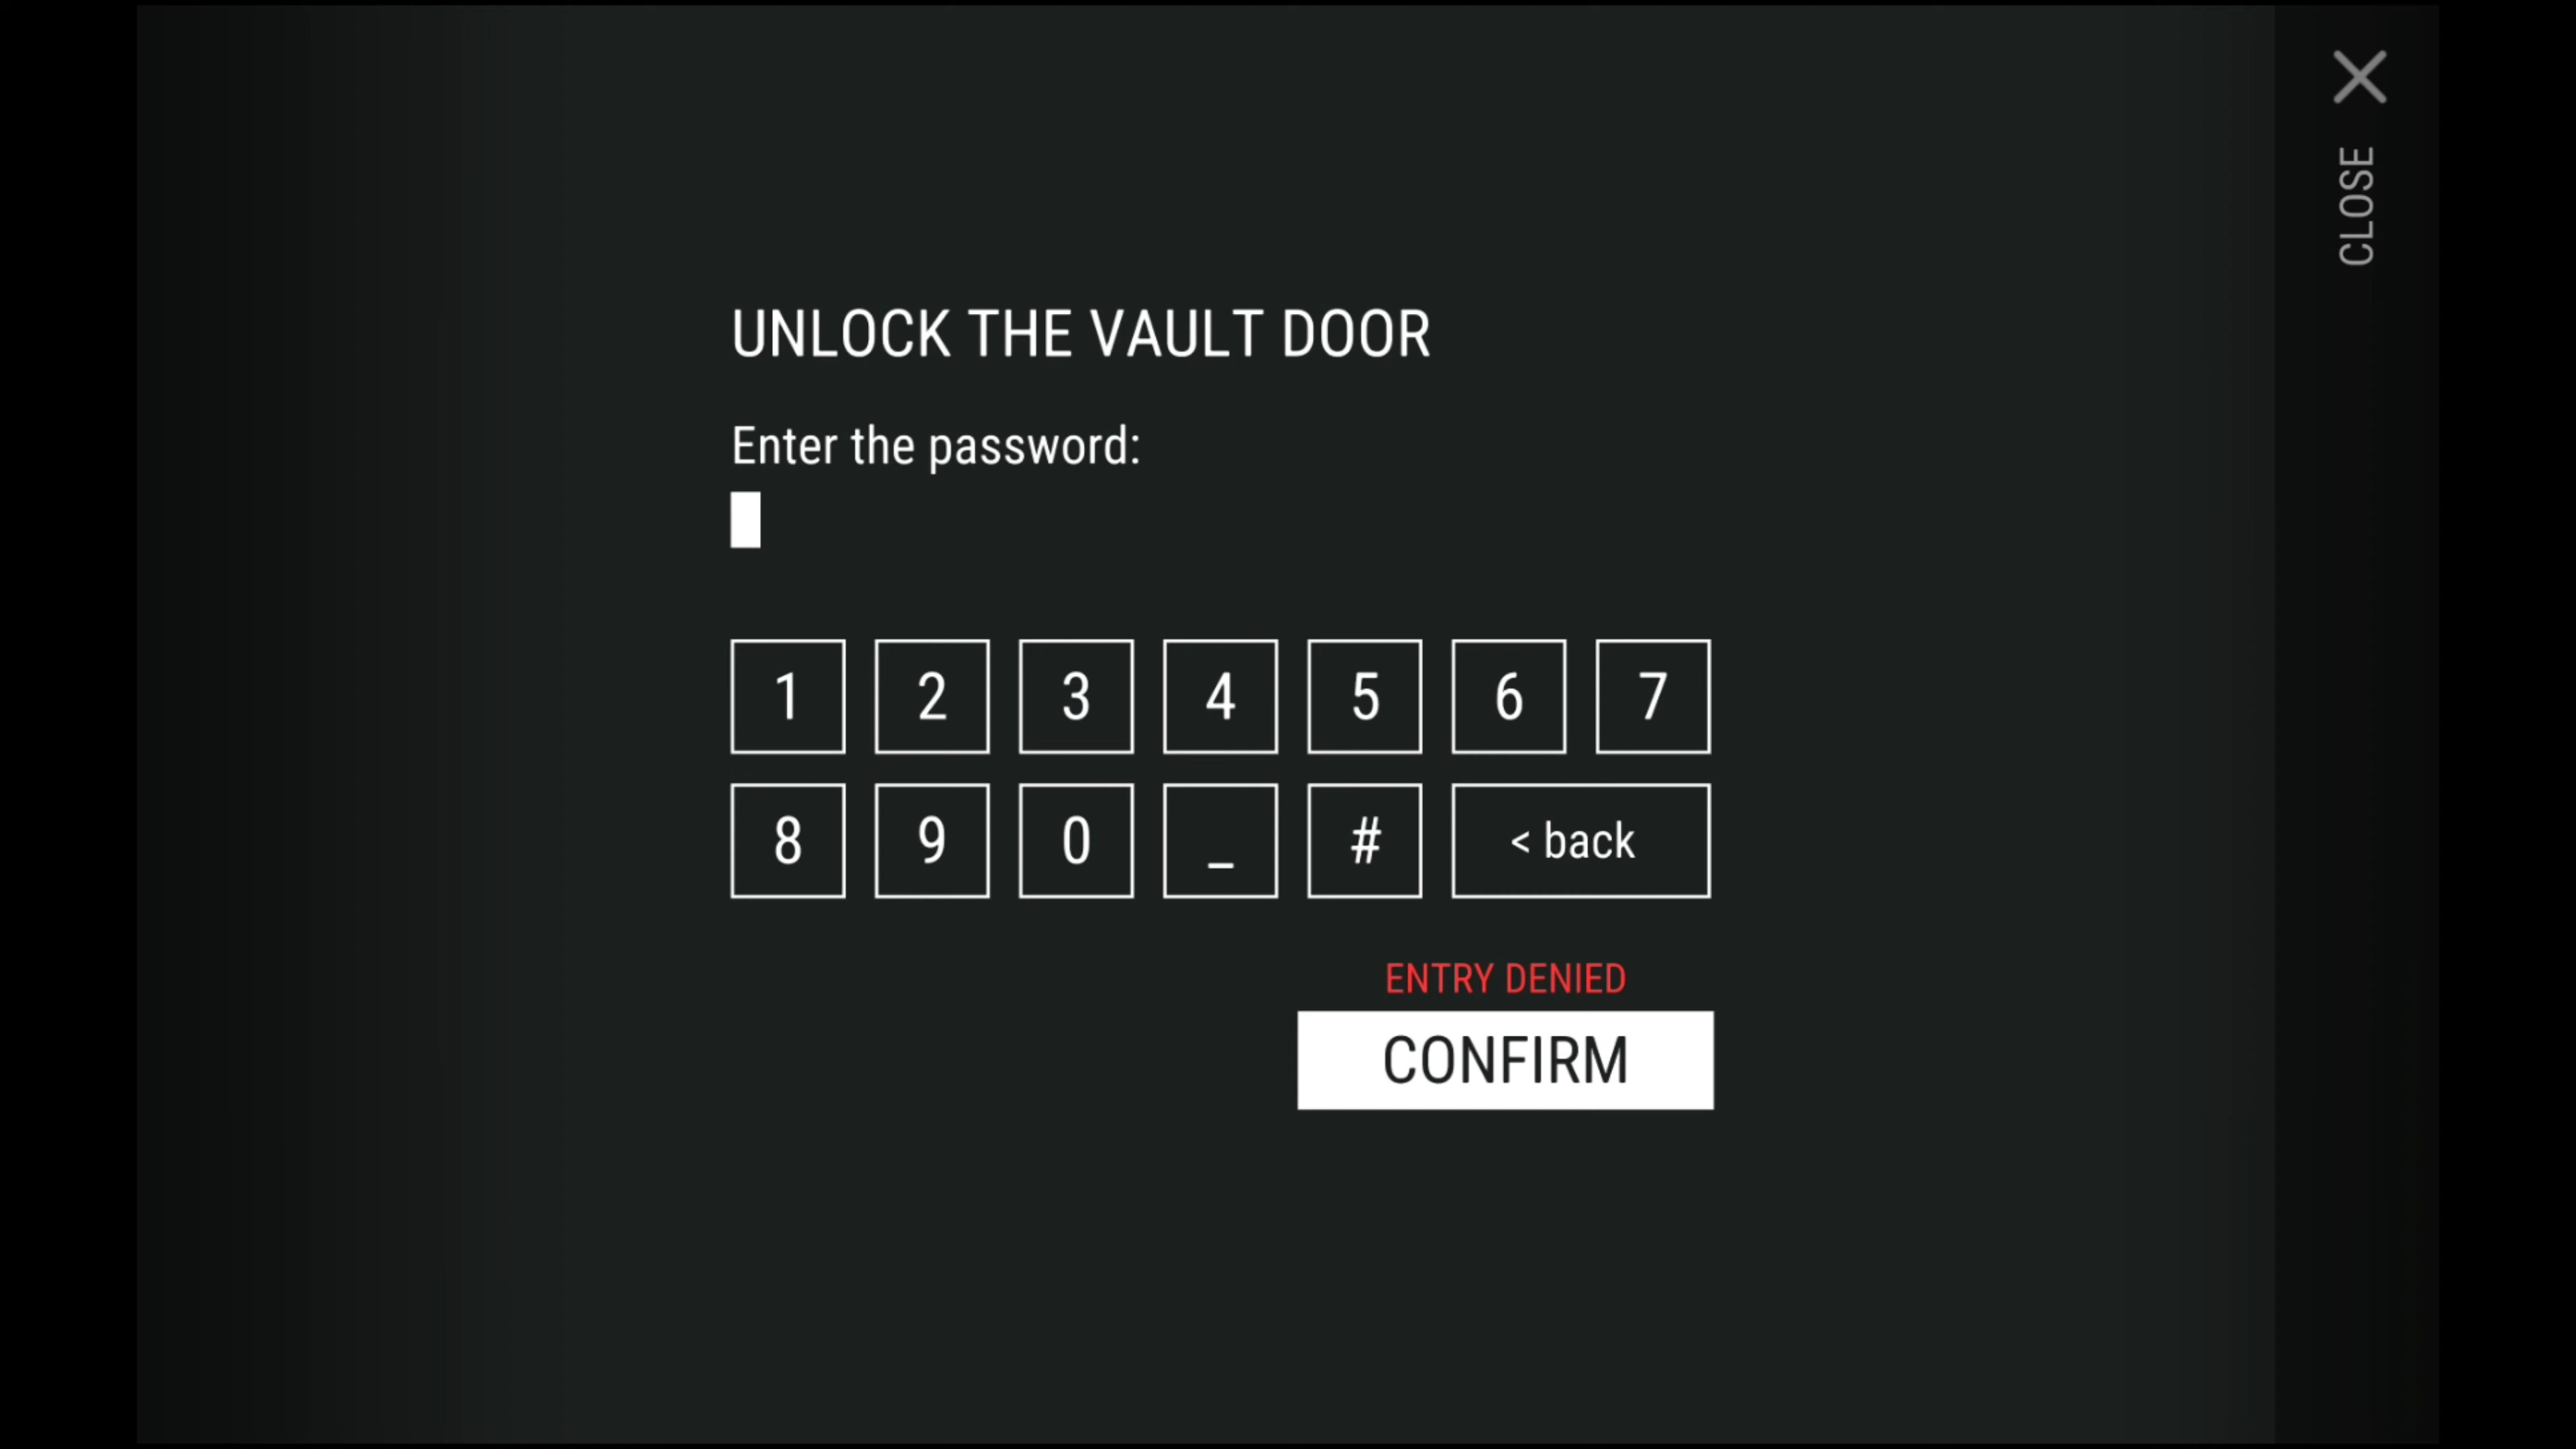 CLOSE
UNLOCK THE VAULT DOOR
Enter the password:
1 2 3 4 5 6 7
8 9 0 _ # < back
ENTRY DENIED
CONFIRM